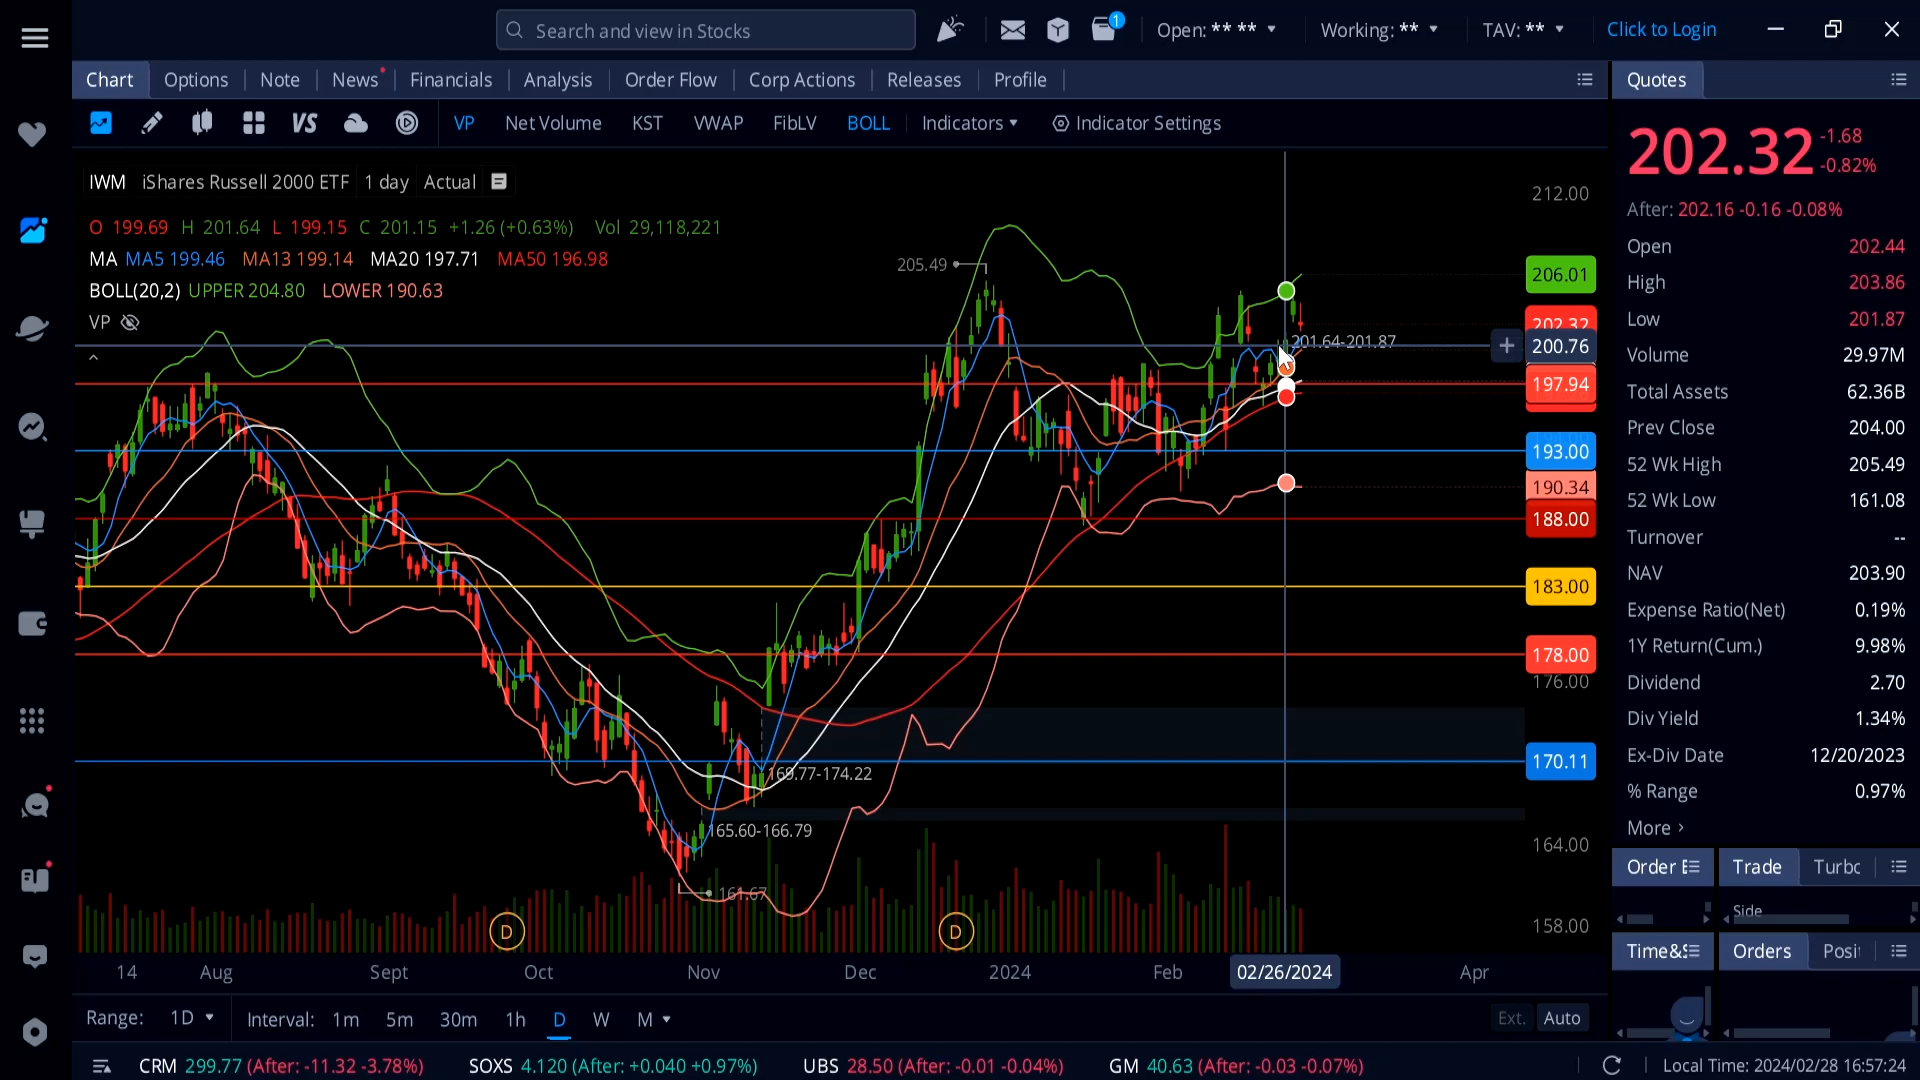 Search and view in Stocks
1
Open: ** **
Working: **
TAV: **
Click to Login
Chart
Options
Note
News
Financials
Analysis
Order Flow
Corp Actions
Releases
Profile
VS
VP
Net Volume
KST
VWAP
FibLV
BOLL
Indicators
Indicator Settings
IWM iShares Russell 2000 ETF 1 day Actual
O 199.69 H 201.64 L 199.15 C 201.15 +1.26 (+0.63%) Vol 29,118,221
MA MA5 199.46 MA13 199.14 MA20 197.71 MA50 196.98
BOLL(20,2) UPPER 204.80 LOWER 190.63
VP
205.49
201.64-201.87
169.77-174.22
165.60-166.79
161.67
D
D
212.00
206.01
202.32
200.76
197.94
193.00
190.34
188.00
183.00
178.00
176.00
170.11
164.00
158.00
14
Aug
Sept
Oct
Nov
Dec
2024
Feb
02/26/2024
Apr
Range: 1D
Interval: 1m 5m 30m 1h D W M
Ext. Auto
Quotes
202.32
-1.68
-0.82%
After: 202.16 -0.16 -0.08%
Open 202.44
High 203.86
Low 201.87
Volume 29.97M
Total Assets 62.36B
Prev Close 204.00
52 Wk High 205.49
52 Wk Low 161.08
Turnover --
NAV 203.90
Expense Ratio(Net) 0.19%
1Y Return(Cum.) 9.98%
Dividend 2.70
Div Yield 1.34%
Ex-Div Date 12/20/2023
% Range 0.97%
More
Order
Trade
Side
Orders
CRM 299.77 (After: -11.32 -3.78%)
SOXS 4.120 (After: +0.040 +0.97%)
UBS 28.50 (After: -0.01 -0.04%)
GM 40.63 (After: -0.03 -0.07%)
Local Time: 2024/02/28 16:57:24